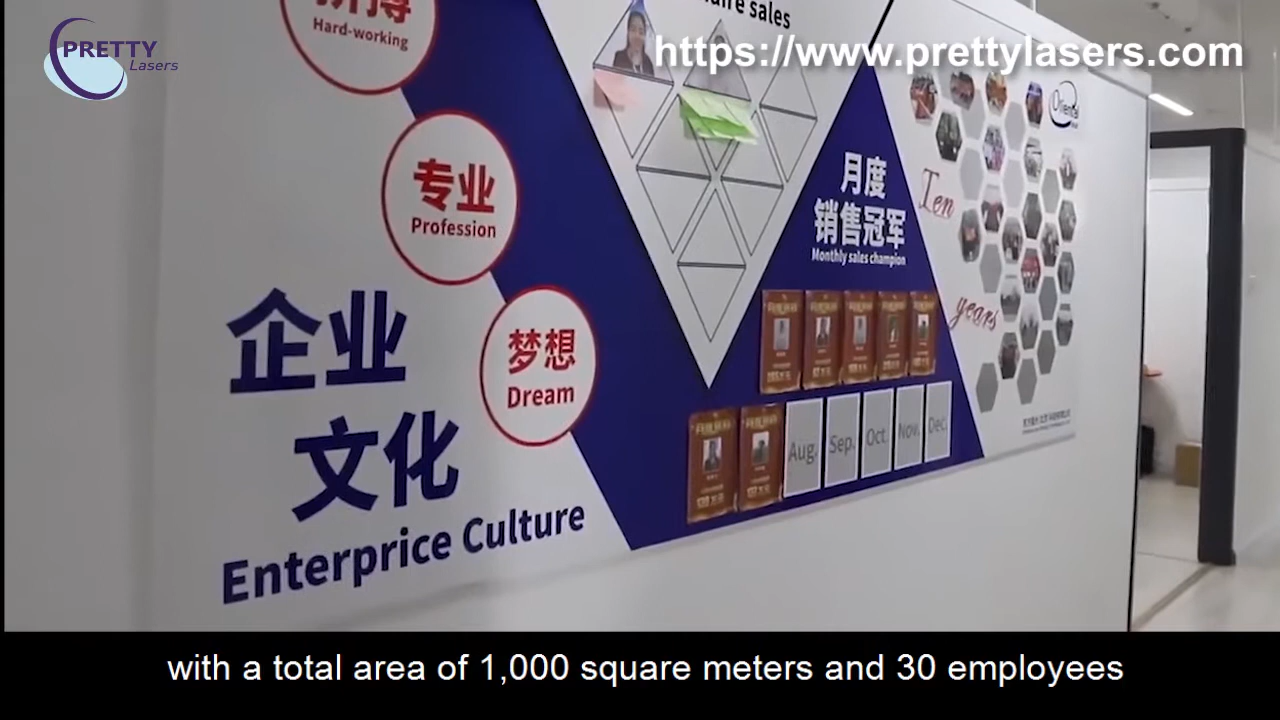 PRETTY
Lasers
https://www.prettylasers.com
Hard-working
sales
专业
Profession
梦想
Dream
企业
文化
Enterprice Culture
月度
销售冠军
Monthly sales champion
Aug.
Sep.
Oct.
Nov.
Dec.
Oriental
Ten
years
with a total area of 1,000 square meters and 30 employees